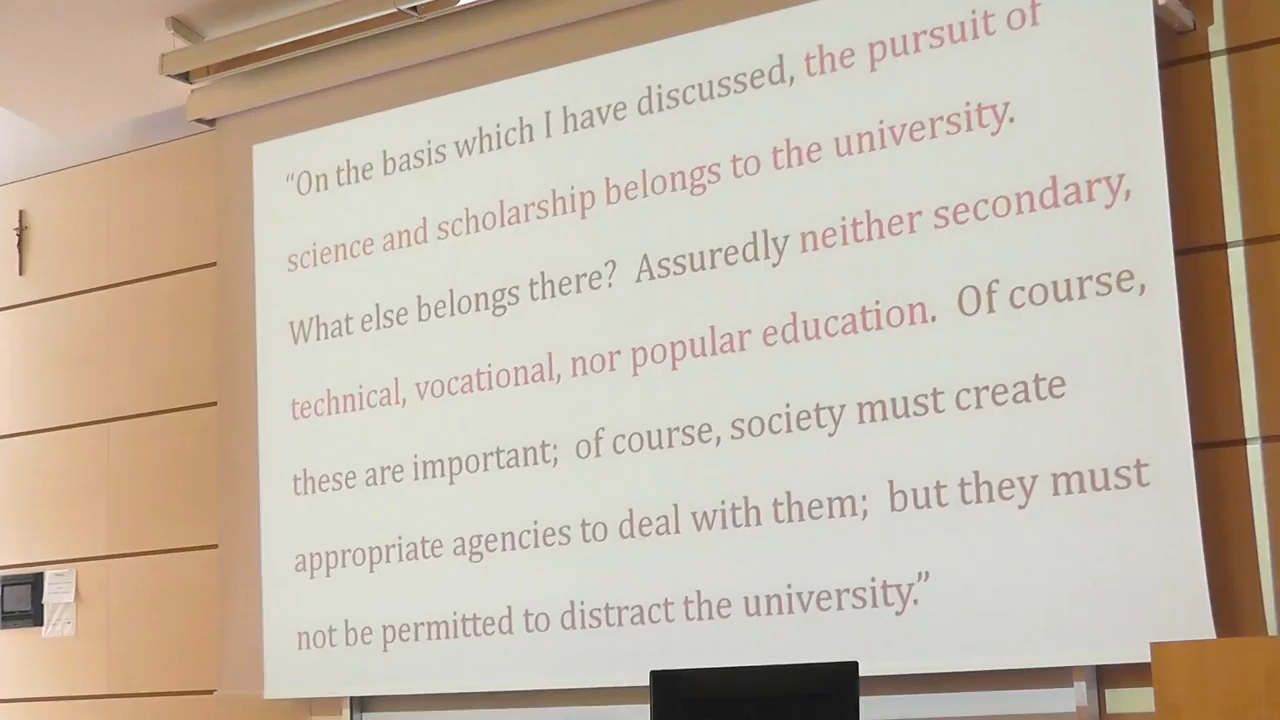 “On the basis which I have discussed, the pursuit of
science and scholarship belongs to the university.
What else belongs there? Assuredly neither secondary,
technical, vocational, nor popular education. Of course,
these are important; of course, society must create
appropriate agencies to deal with them; but they must
not be permitted to distract the university.”